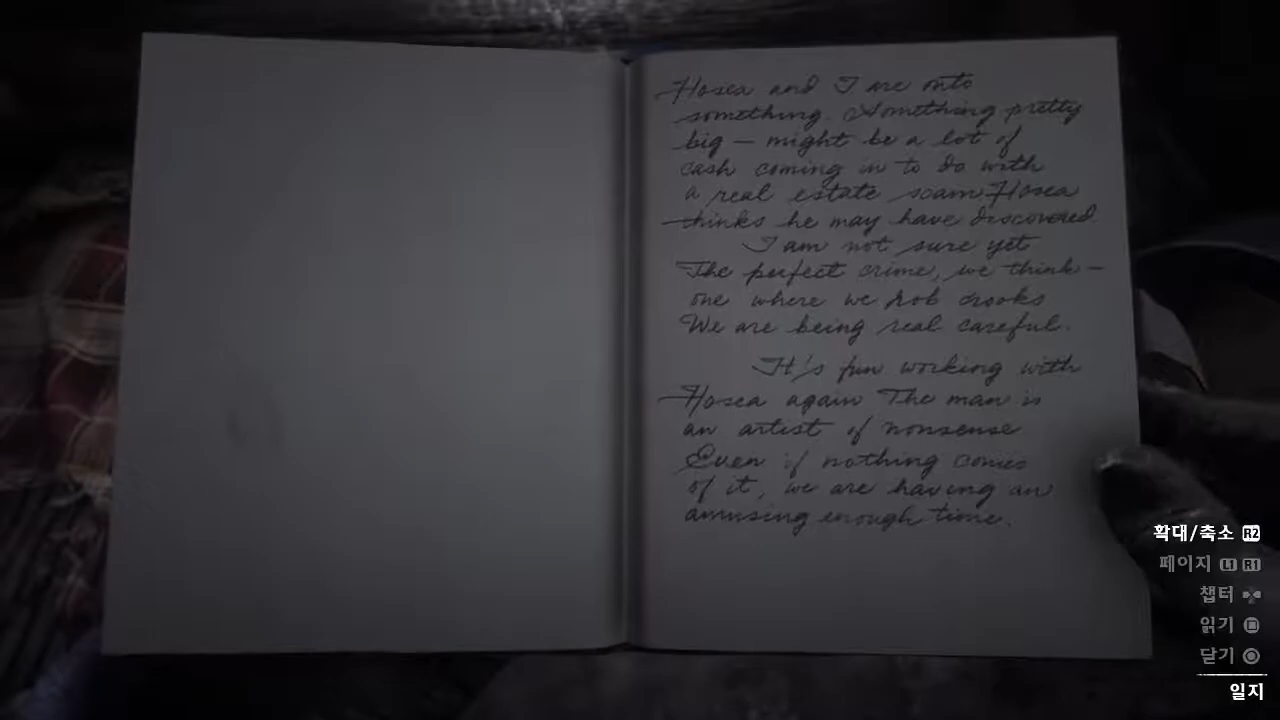 Hosea and I are onto
something. Something pretty
big — might be a lot of
cash coming in to do with
a real estate scam Hosea
thinks he may have discovered
I am not sure yet
The perfect crime, we think —
one where we rob crooks
We are being real careful.
It's fun working with
Hosea again The man is
an artist of nonsense
Even if nothing comes
of it, we are having an
amusing enough time.
확대/축소 R2
페이지 L1 R1
챕터
읽기
닫기
일지